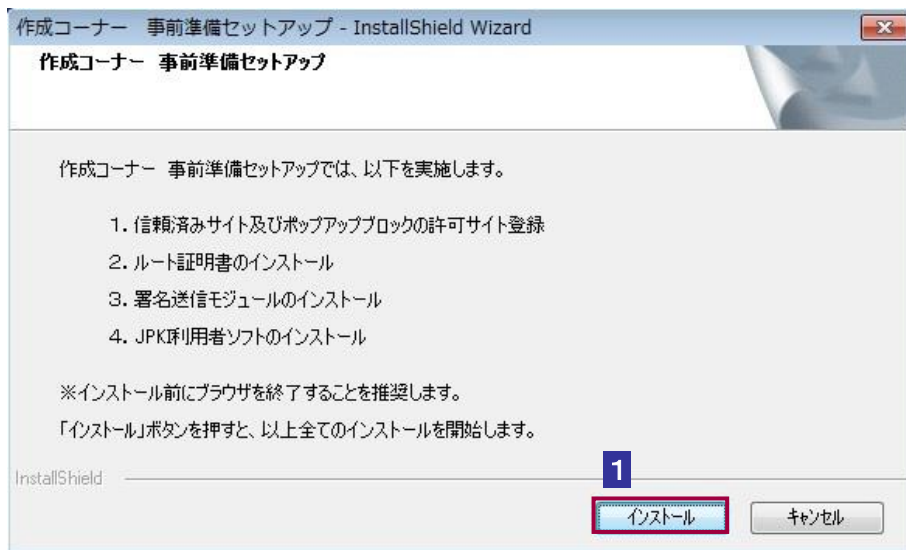 作成コーナー 事前準備セットアップ - InstallShield Wizard
作成コーナー 事前準備セットアップ
作成コーナー 事前準備セットアップでは、以下を実施します。
1. 信頼済みサイト及びポップアップブロックの許可サイト登録
2. ルート証明書のインストール
3. 署名送信モジュールのインストール
4. JPKI利用者ソフトのインストール
※インストール前にブラウザを終了することを推奨します。
「インストール」ボタンを押すと、以上全てのインストールを開始します。
InstallShield
1
インストール キャンセル